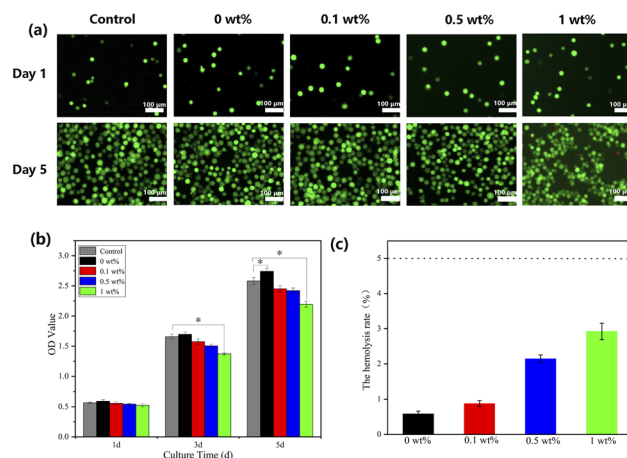 (a)
Control 0 wt% 0.1 wt% 0.5 wt% 1 wt%
Day 1
100 μm 100 μm 100 μm 100 μm 100 μm
Day 5
100 μm 100 μm 100 μm 100 μm 100 μm
(b)
OD Value
3.0
2.5
2.0
1.5
1.0
0.5
0.0
Control
0 wt%
0.1 wt%
0.5 wt%
1 wt%
*
* *
1d 3d 5d
Culture Time (d)
(c)
The hemolysis rate（%）
6
5
4
3
2
1
0
0 wt% 0.1 wt% 0.5 wt% 1 wt%